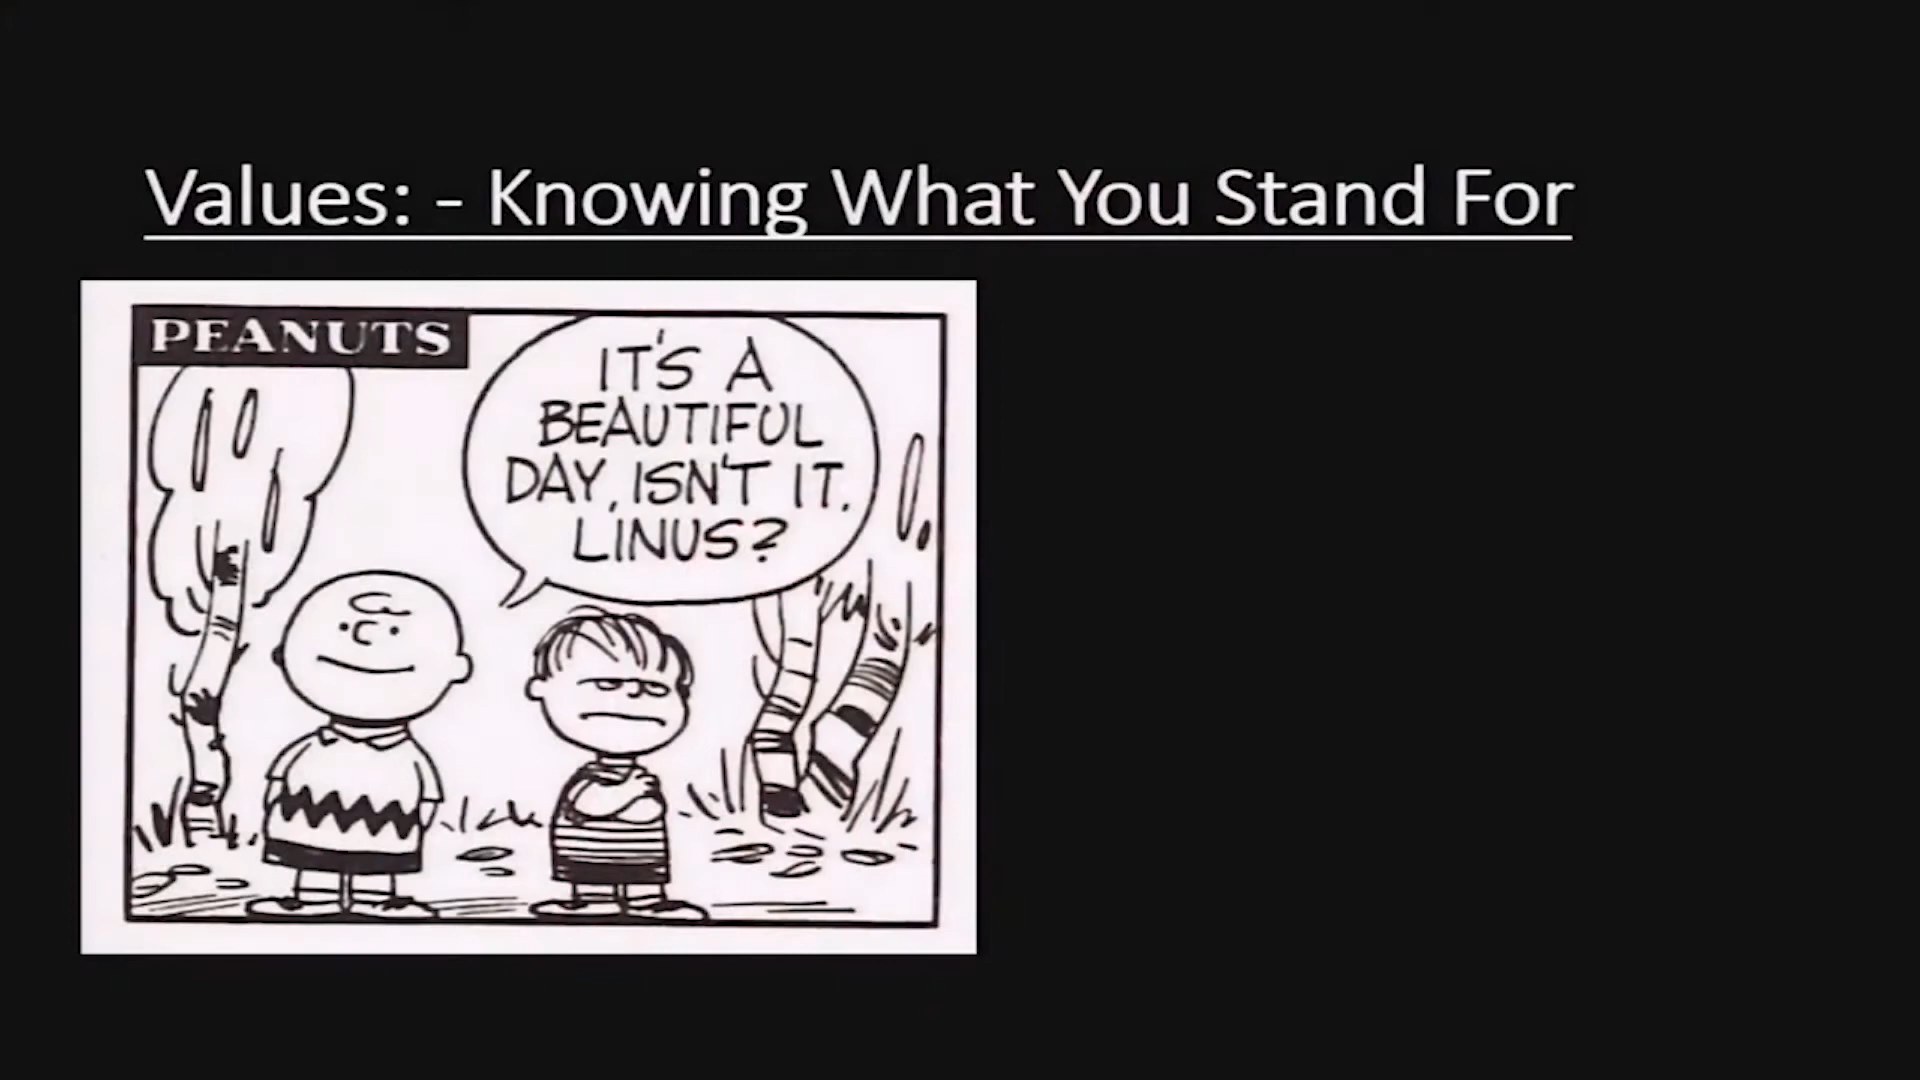 Values: - Knowing What You Stand For
PEANUTS
IT'S A
BEAUTIFUL
DAY, ISN'T IT,
LINUS?